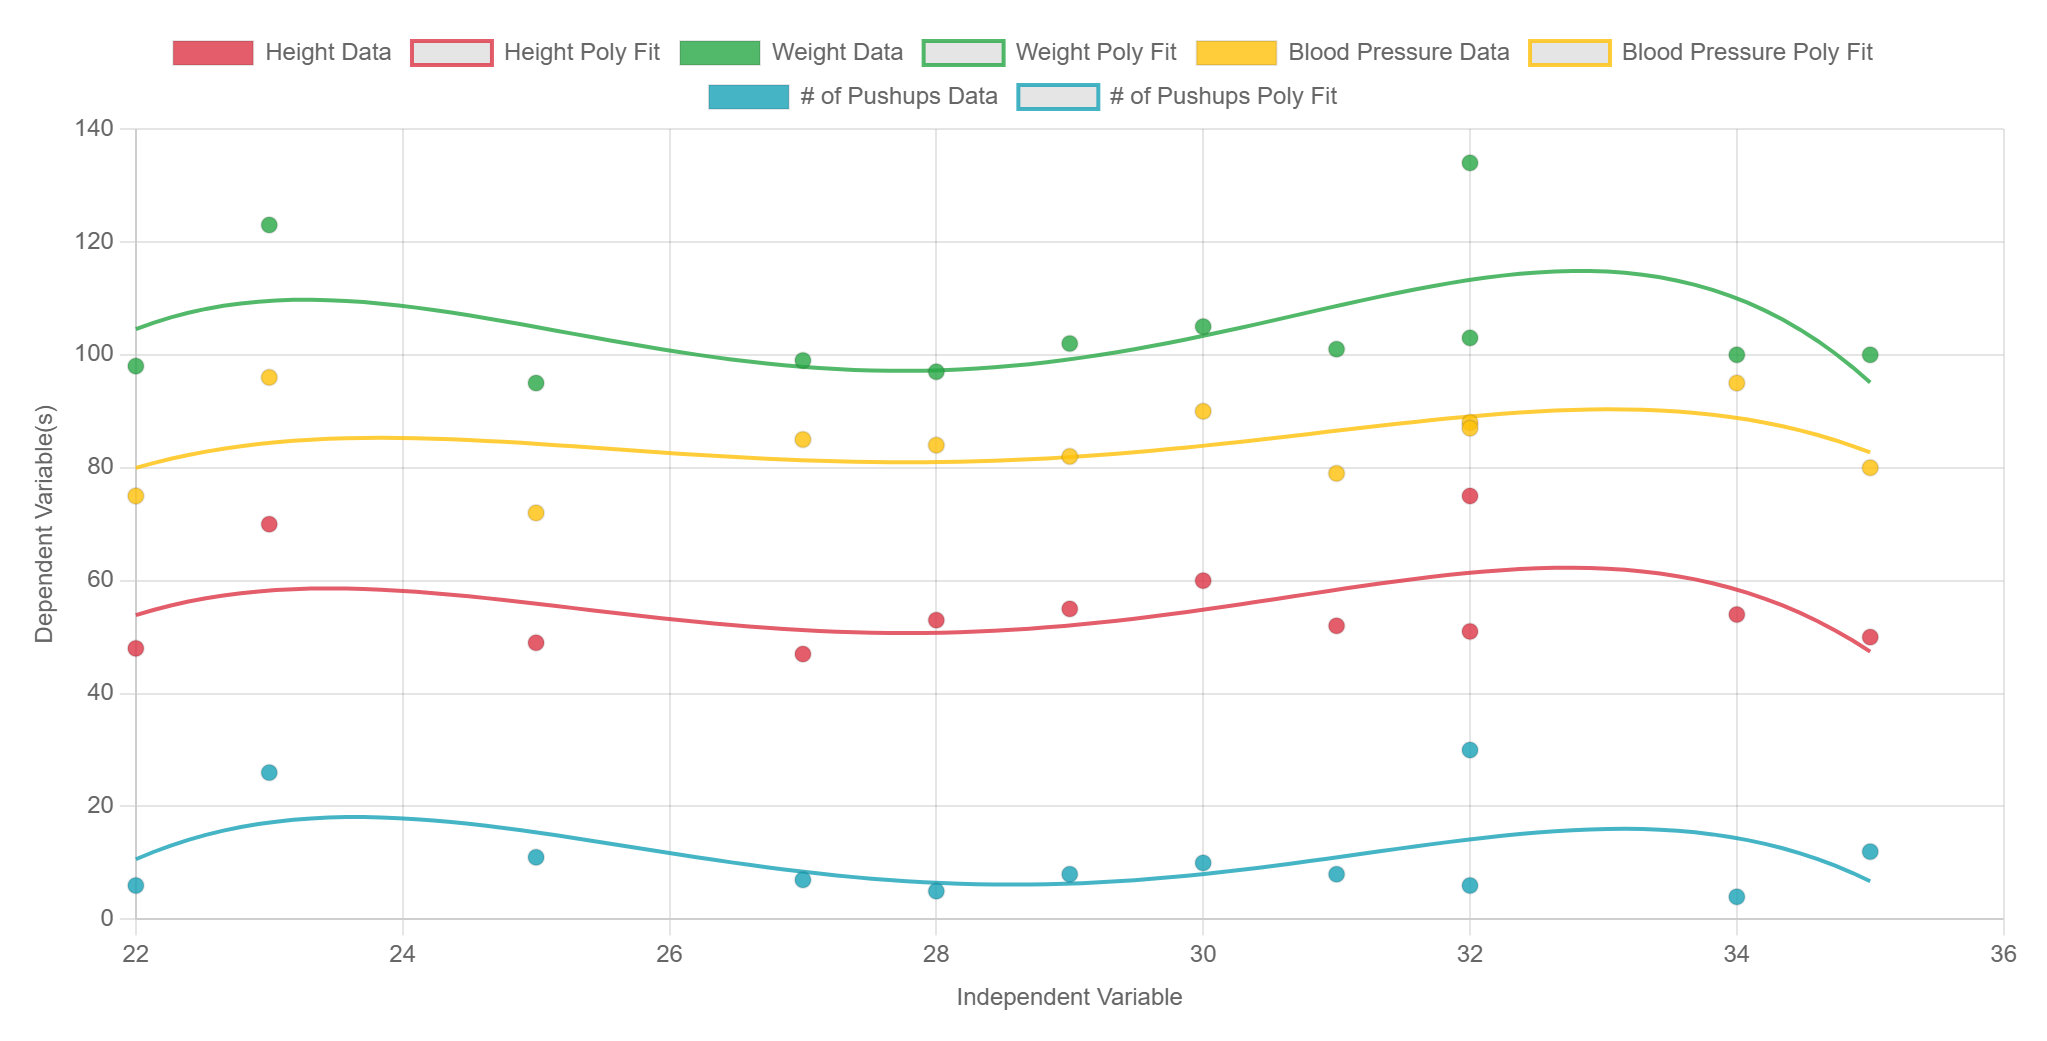 Height Data Height Poly Fit Weight Data Weight Poly Fit Blood Pressure Data Blood Pressure Poly Fit
# of Pushups Data # of Pushups Poly Fit
140
120
100
80
60
40
20
0
Dependent Variable(s)
22 24 26 28 30 32 34 36
Independent Variable